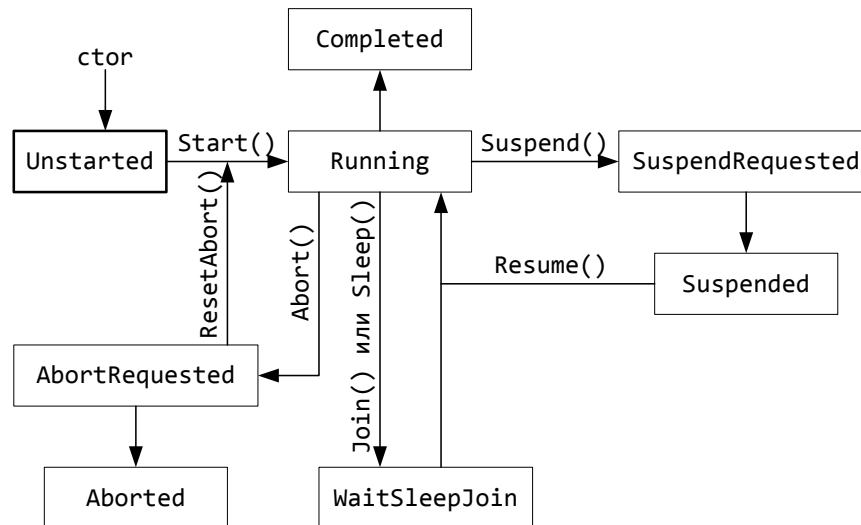 Completed
ctor
Unstarted
Start()
Running
Suspend()
SuspendRequested
ResetAbort()
Abort()
Join() или Sleep()
Resume()
Suspended
AbortRequested
Aborted
WaitSleepJoin